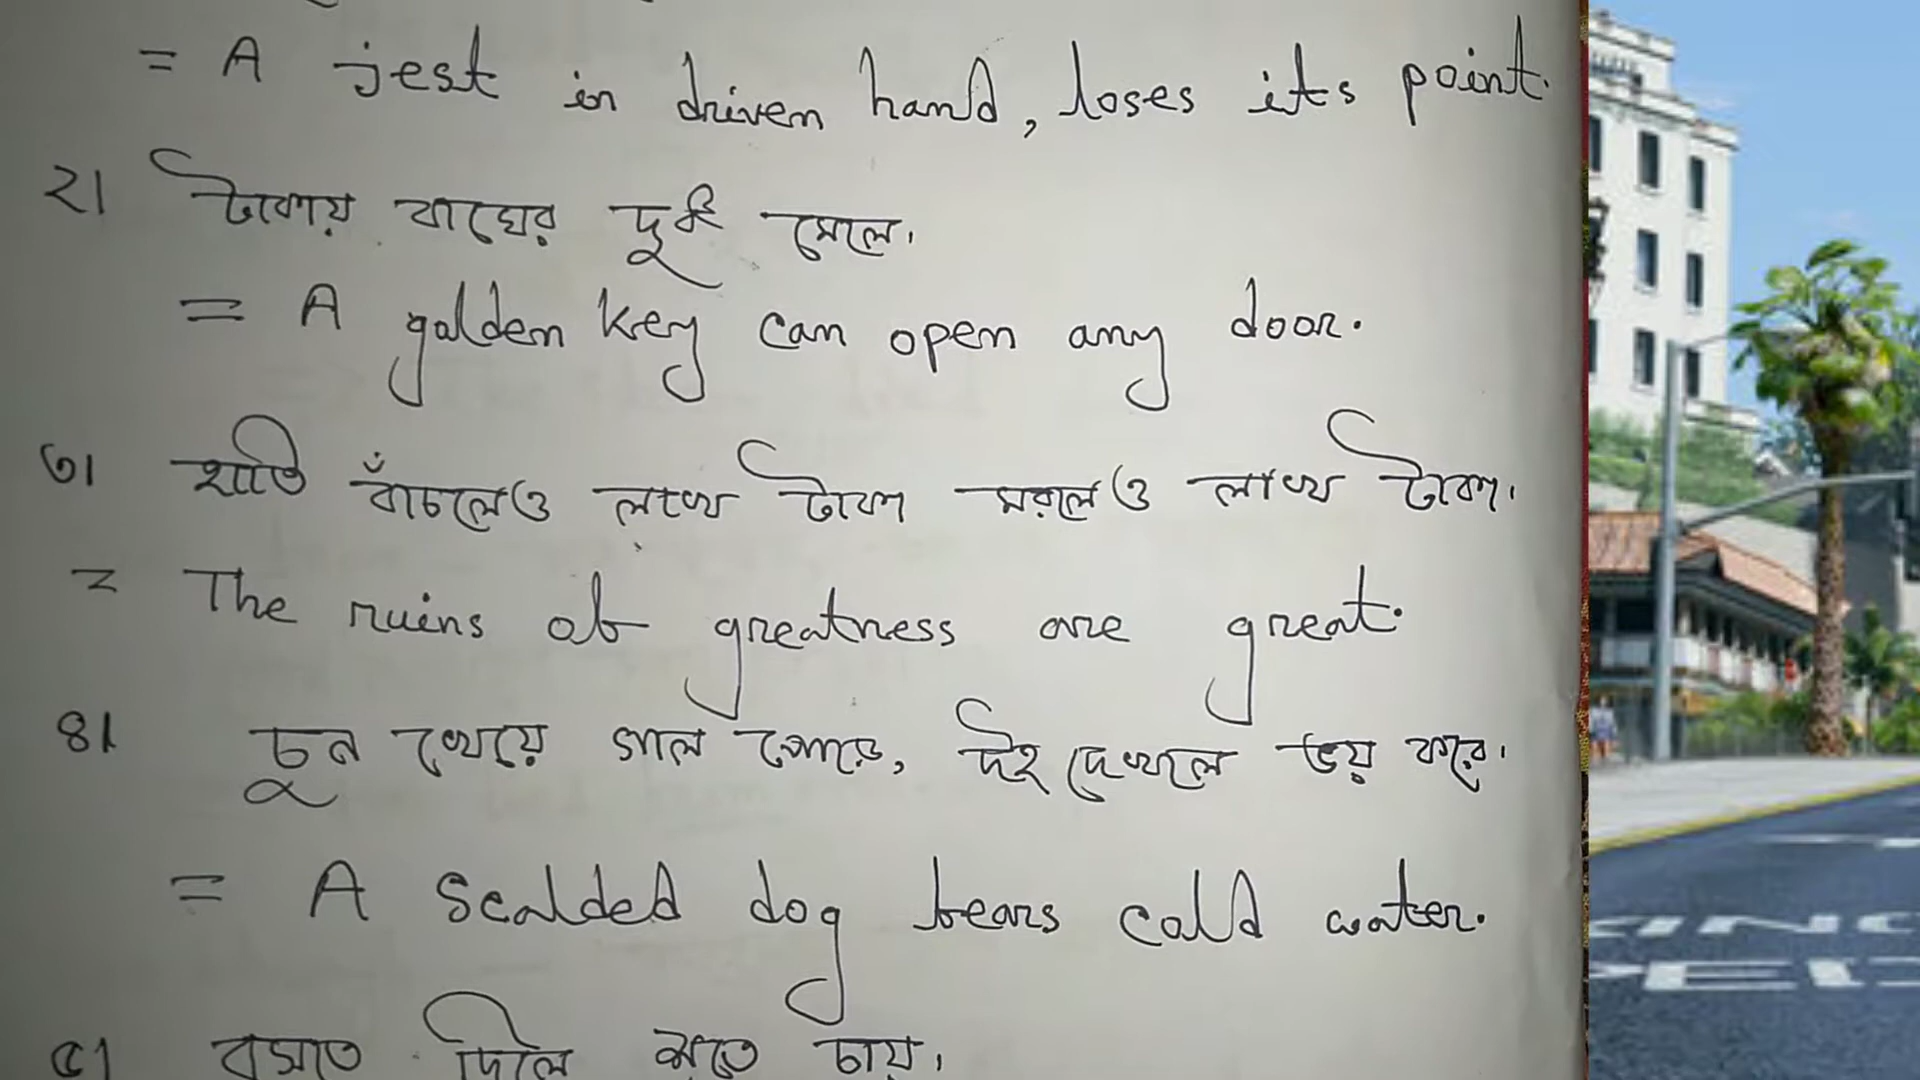 = A jest in driven hand, loses its point.
২। টাকায় বাঘের দুধ মেলে।
= A golden key can open any door.
৩। হাতি বাঁচলেও লাখ টাকা মরলেও লাখ টাকা।
= The ruins of greatness are great.
৪। চুন খেয়ে গাল পোড়ে, দই দেখলে ভয় করে।
= A scalded dog bears cold water.
৫। বসতে দিলে শুতে চায়।